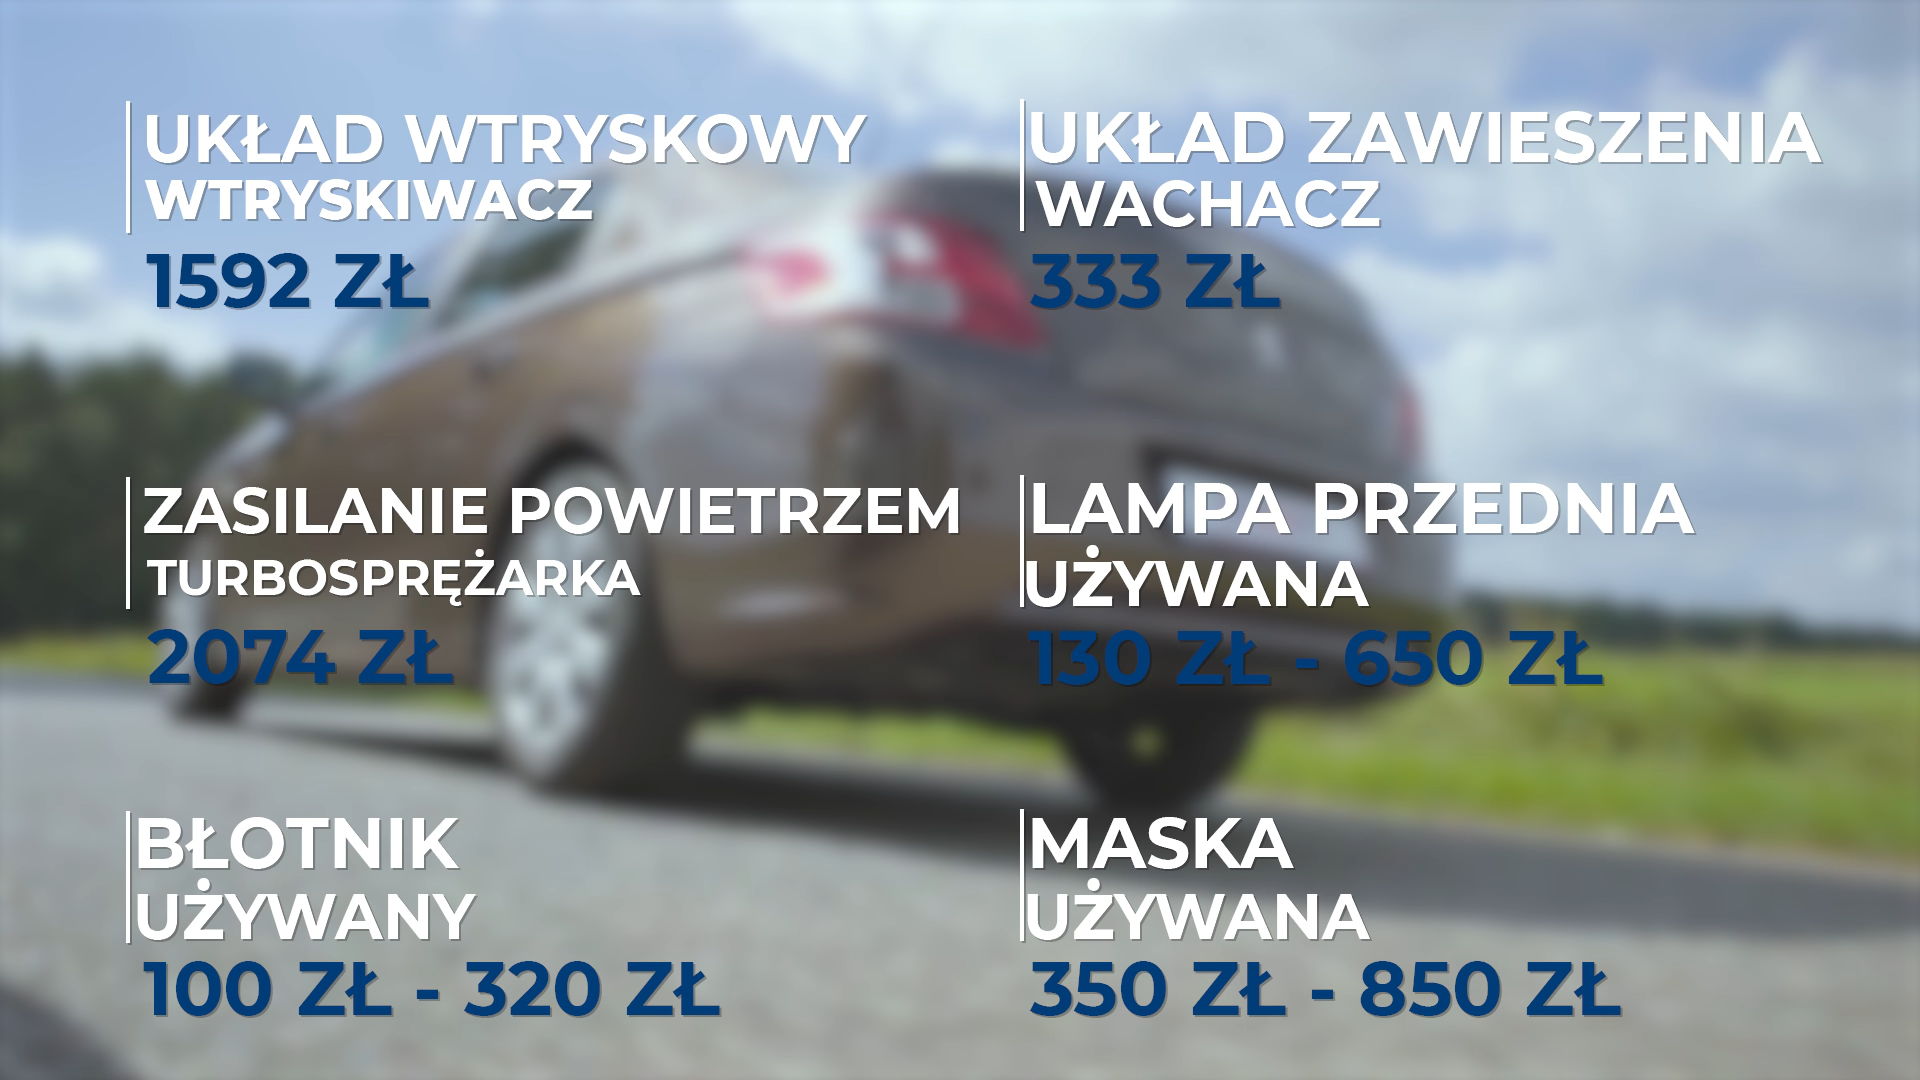 UKŁAD WTRYSKOWY
WTRYSKIWACZ
1592 ZŁ
UKŁAD ZAWIESZENIA
WACHACZ
333 ZŁ
ZASILANIE POWIETRZEM
TURBOSPRĘŻARKA
2074 ZŁ
LAMPA PRZEDNIA
UŻYWANA
130 ZŁ - 650 ZŁ
BŁOTNIK
UŻYWANY
100 ZŁ - 320 ZŁ
MASKA
UŻYWANA
350 ZŁ - 850 ZŁ